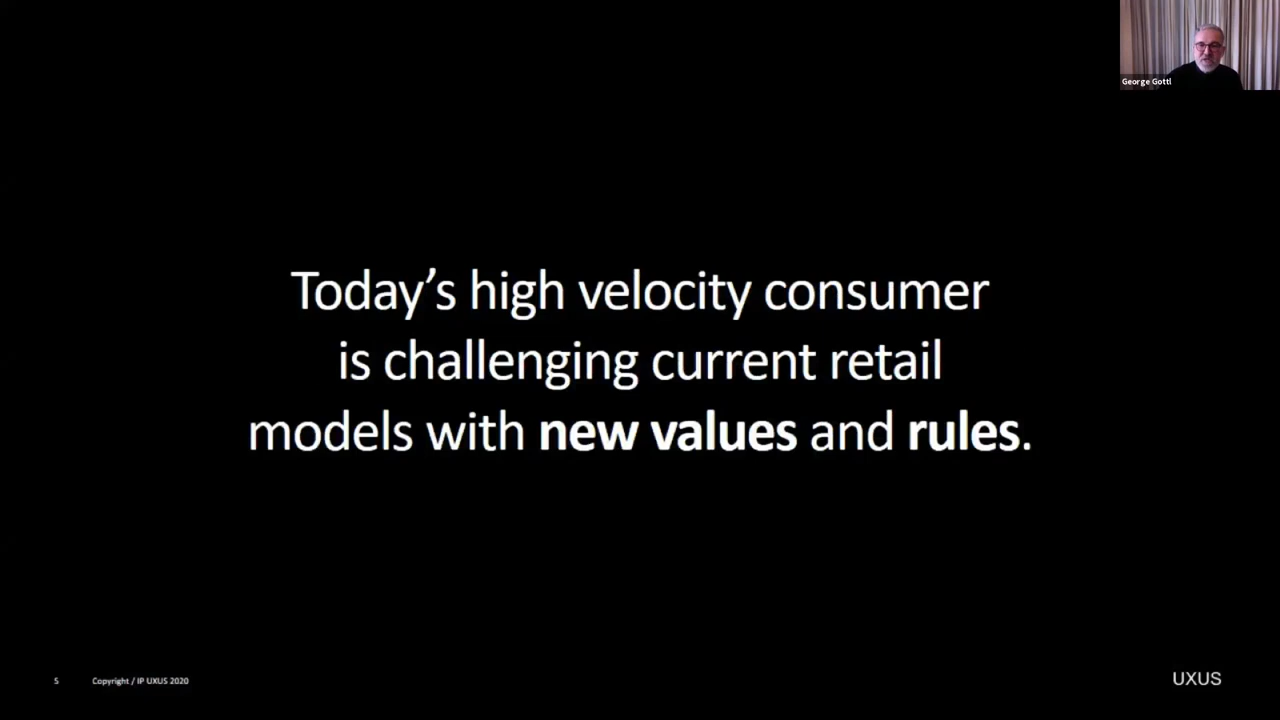 George Gottl
Today's high velocity consumer
is challenging current retail
models with new values and rules.
5
Copyright / IP UXUS 2020
UXUS